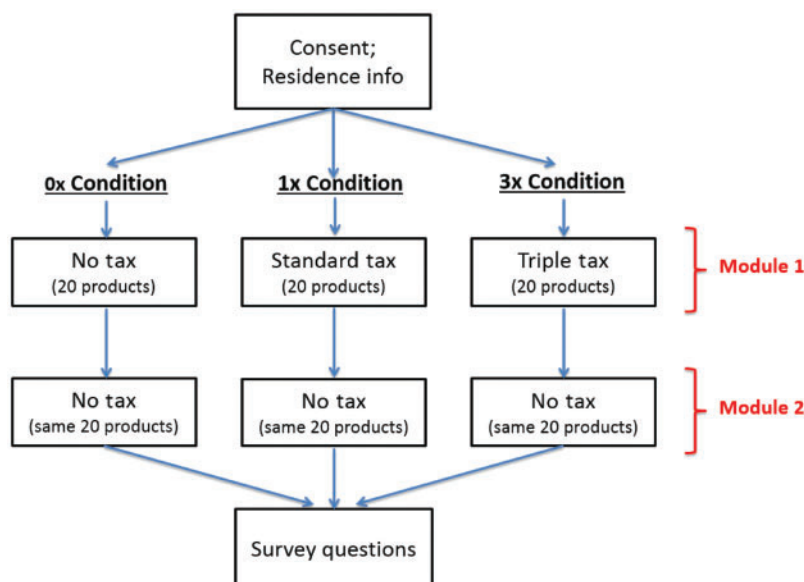 Consent;
Residence info
0x Condition
1x Condition
3x Condition
No tax
(20 products)
Standard tax
(20 products)
Triple tax
(20 products)
Module 1
No tax
(same 20 products)
No tax
(same 20 products)
No tax
(same 20 products)
Module 2
Survey questions